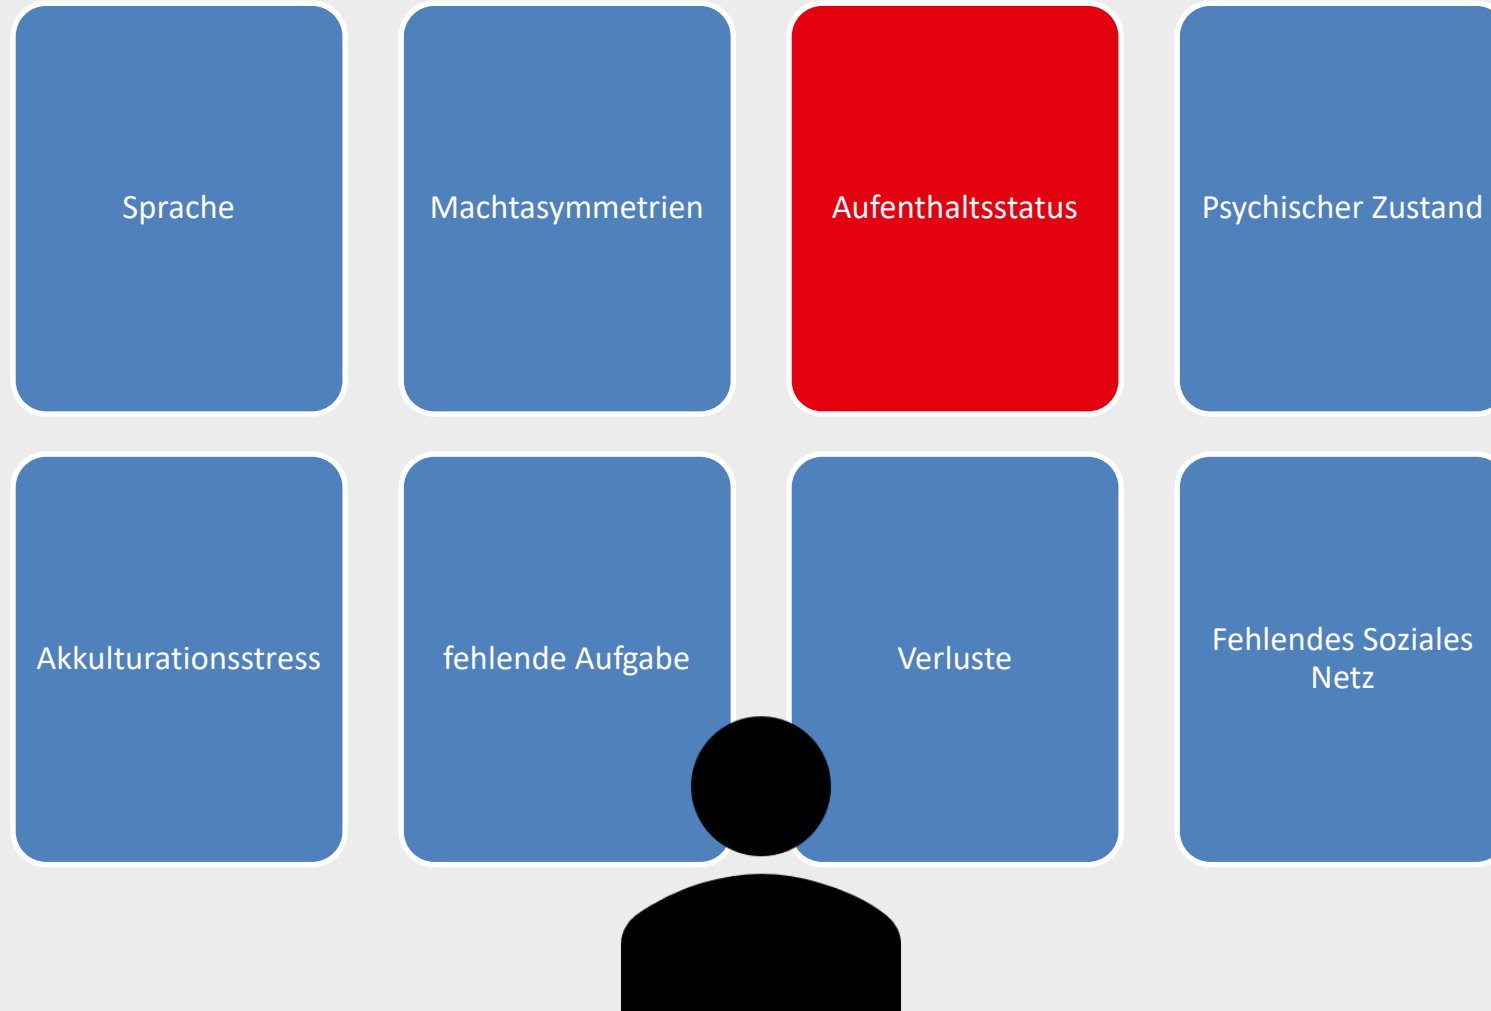 Sprache
Machtasymmetrien
Aufenthaltsstatus
Psychischer Zustand
Akkulturationsstress
fehlende Aufgabe
Verluste
Fehlendes Soziales
Netz